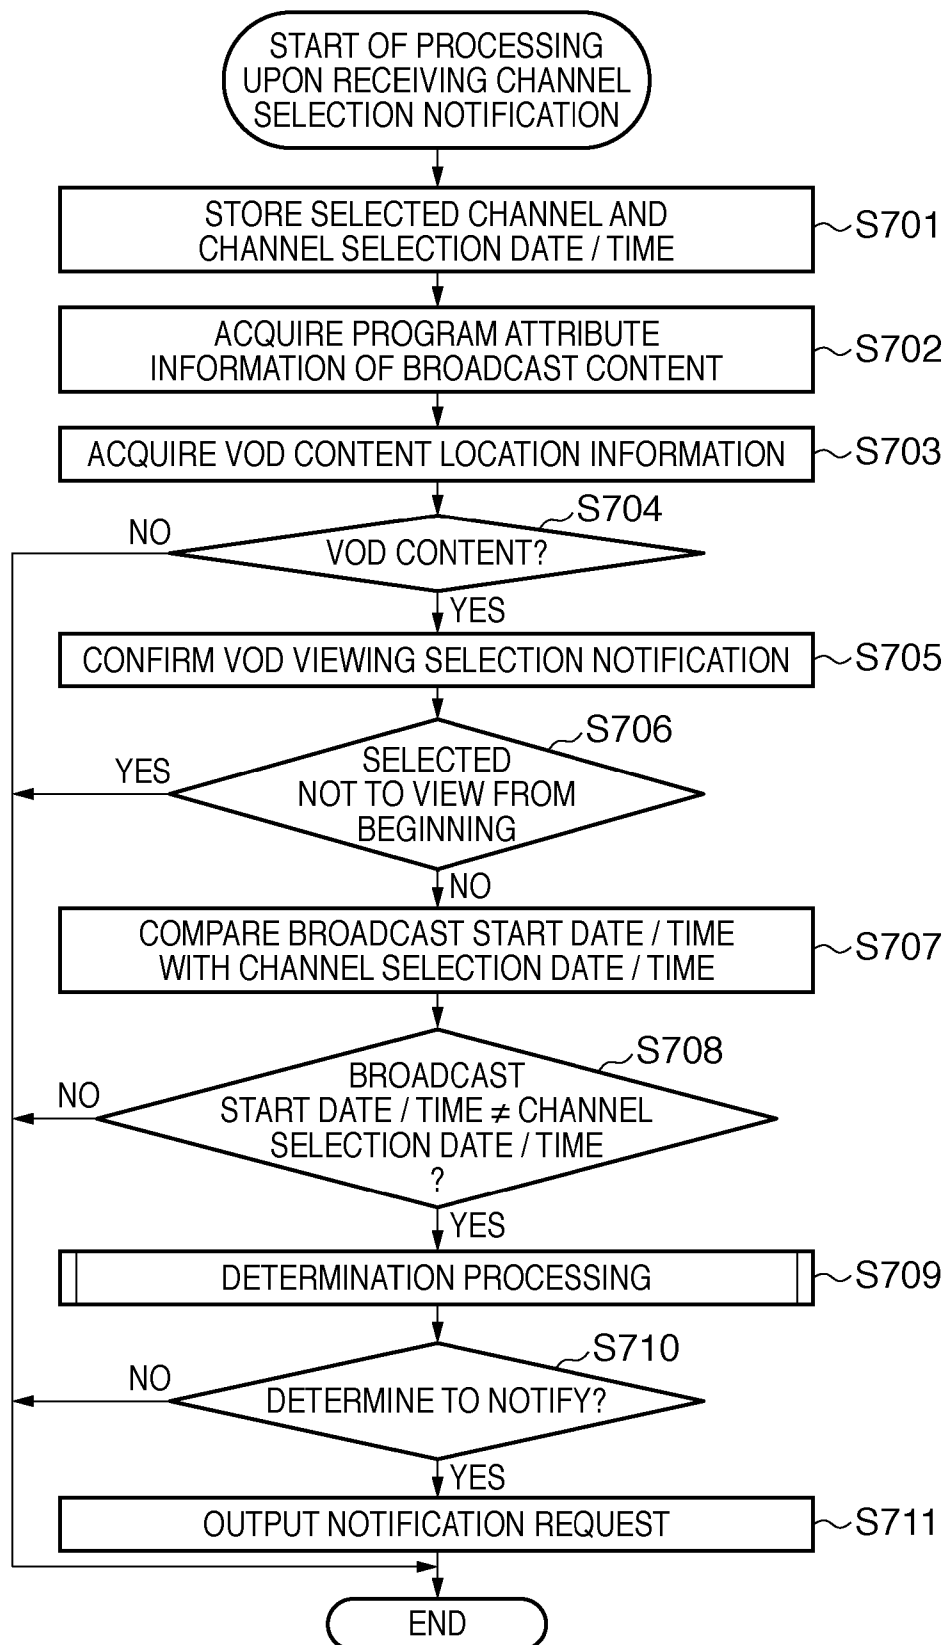 START OF PROCESSING
UPON RECEIVING CHANNEL
SELECTION NOTIFICATION
STORE SELECTED CHANNEL AND
CHANNEL SELECTION DATE / TIME
S701
ACQUIRE PROGRAM ATTRIBUTE
INFORMATION OF BROADCAST CONTENT
S702
ACQUIRE VOD CONTENT LOCATION INFORMATION
S703
S704
NO
VOD CONTENT?
YES
CONFIRM VOD VIEWING SELECTION NOTIFICATION
S705
S706
YES
SELECTED
NOT TO VIEW FROM
BEGINNING
NO
COMPARE BROADCAST START DATE / TIME
WITH CHANNEL SELECTION DATE / TIME
S707
S708
NO
BROADCAST
START DATE / TIME ≠ CHANNEL
SELECTION DATE / TIME
?
YES
DETERMINATION PROCESSING
S709
S710
NO
DETERMINE TO NOTIFY?
YES
OUTPUT NOTIFICATION REQUEST
S711
END